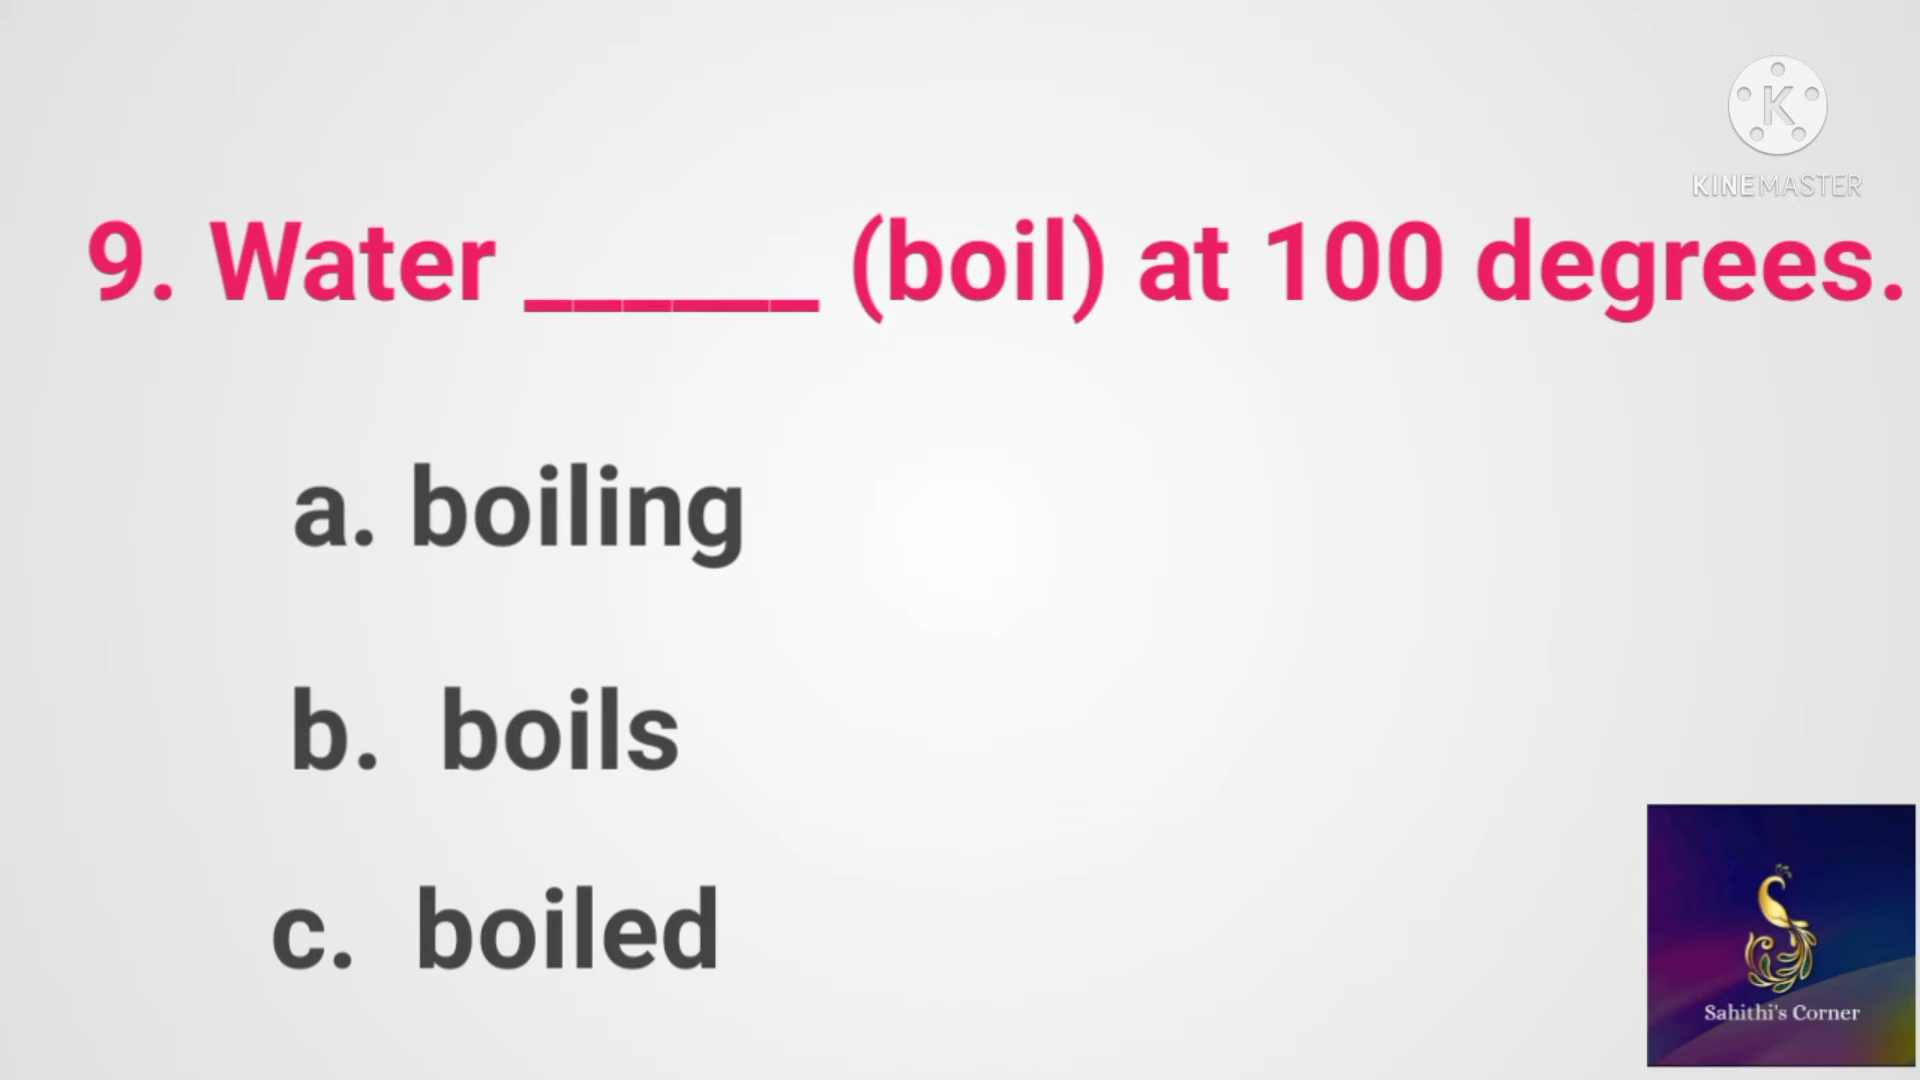 K
KINEMASTER
9. Water ______ (boil) at 100 degrees.
a. boiling
b. boils
c. boiled
Sahithi's Corner